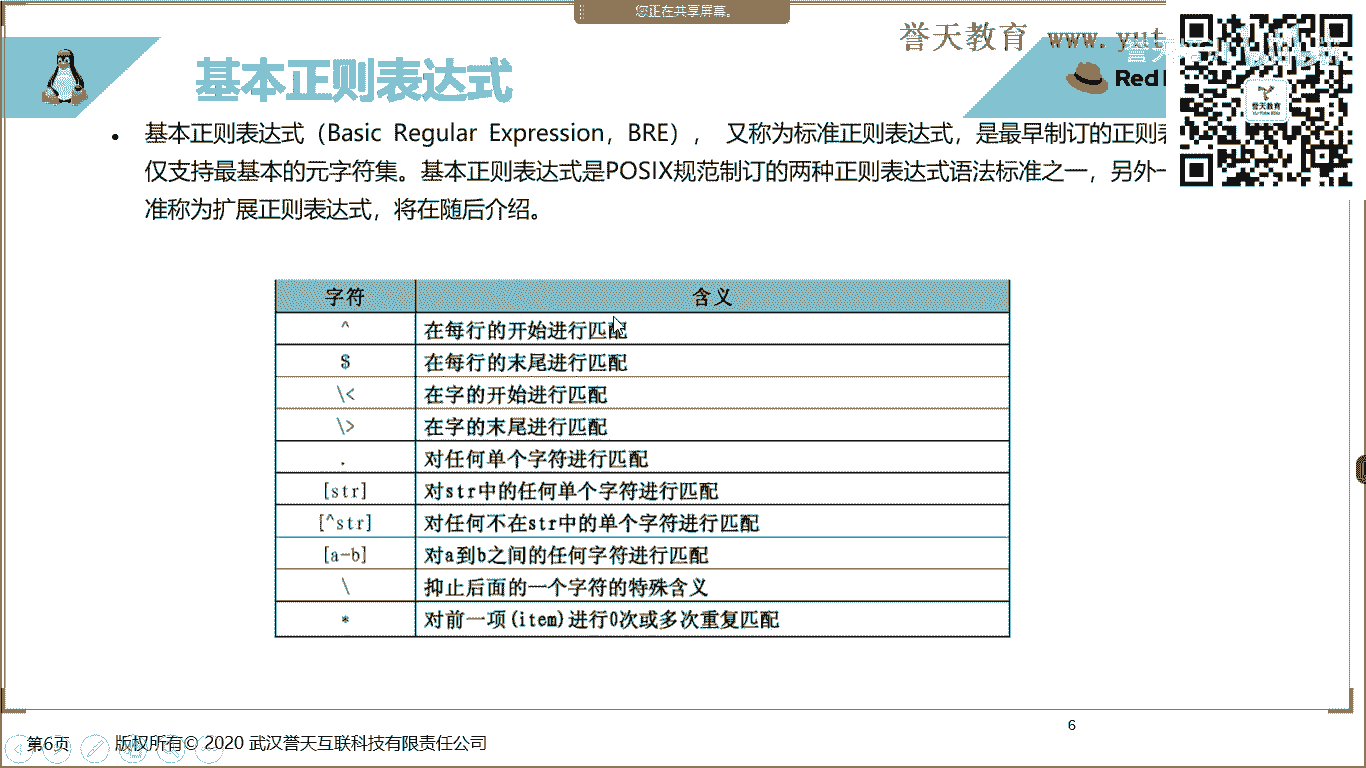 您正在共享屏幕。
誉天教育 www.yut
基本正则表达式
Red
誉天教育
基本正则表达式（Basic Regular Expression，BRE）， 又称为标准正则表达式，是最早制订的正则表
仅支持最基本的元字符集。基本正则表达式是POSIX规范制订的两种正则表达式语法标准之一，另外一
准称为扩展正则表达式，将在随后介绍。
字符 含义
^ 在每行的开始进行匹配
$ 在每行的末尾进行匹配
\< 在字的开始进行匹配
\> 在字的末尾进行匹配
. 对任何单个字符进行匹配
[str] 对str中的任何单个字符进行匹配
[^str] 对任何不在str中的单个字符进行匹配
[a-b] 对a到b之间的任何字符进行匹配
\ 抑止后面的一个字符的特殊含义
* 对前一项(item)进行0次或多次重复匹配
6
第6页 版权所有© 2020 武汉誉天互联科技有限责任公司